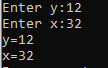 Enter y:12
Enter x:32
y=12
x=32